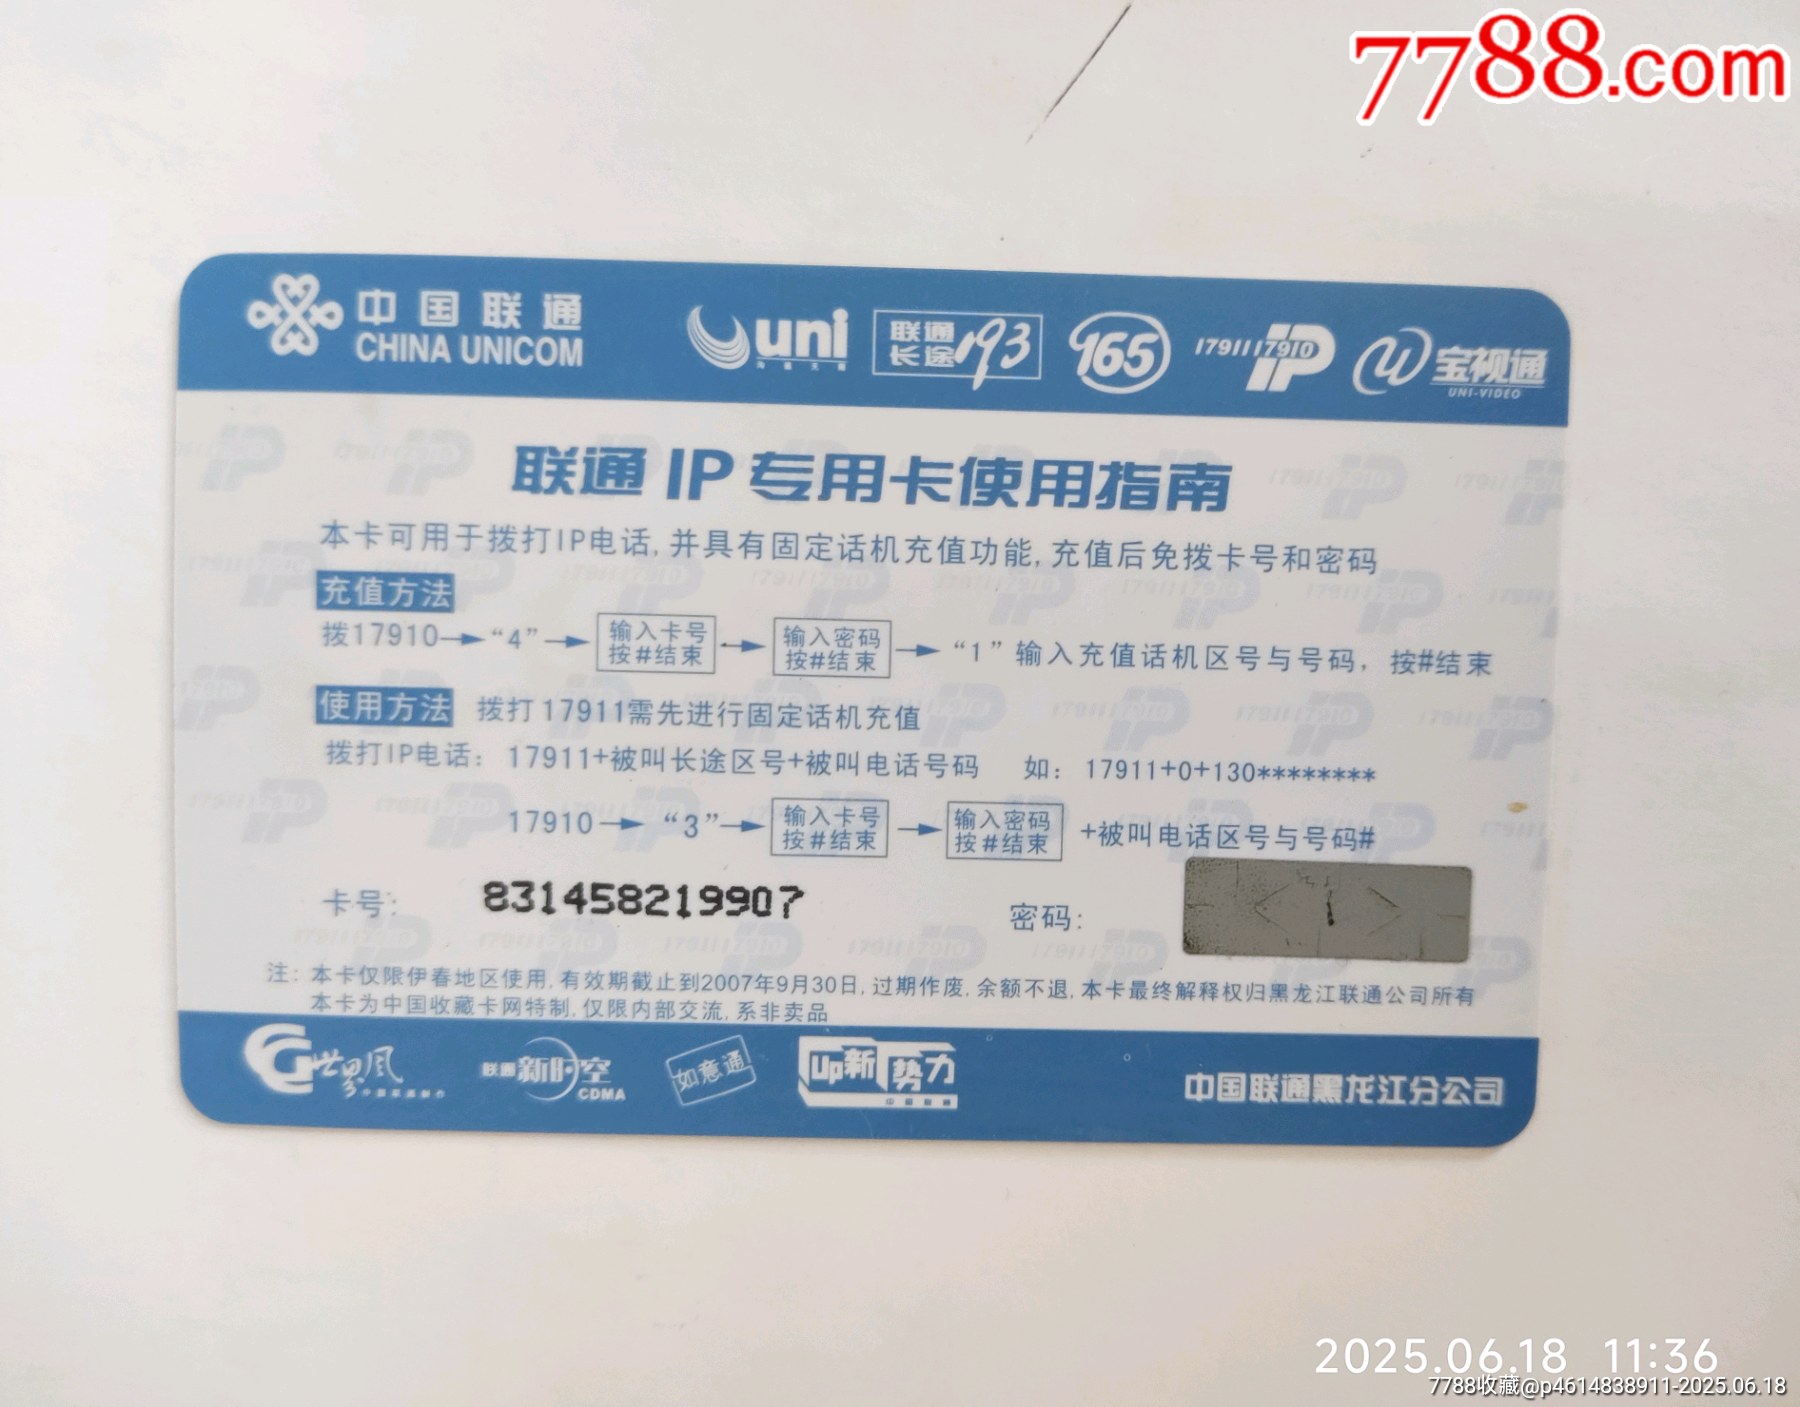 7788.com
中国联通
CHINA UNICOM
uni
联通
长途 193
165
17911 17910 IP
宝视通
UNI-VIDEO
联通IP专用卡使用指南
本卡可用于拨打IP电话,并具有固定话机充值功能,充值后免拨卡号和密码
充值方法
拨17910→“4”→ 输入卡号 按#结束 → 输入密码 按#结束 →“1”输入充值话机区号与号码，按#结束
使用方法 拨打17911需先进行固定话机充值
拨打IP电话：17911+被叫长途区号+被叫电话号码 如：17911+0+130********
17910→“3”→ 输入卡号 按#结束 → 输入密码 按#结束 +被叫电话区号与号码#
卡号: 831458219907 密码:
注：本卡仅限伊春地区使用,有效期截止到2007年9月30日,过期作废,余额不退,本卡最终解释权归黑龙江联通公司所有
本卡为中国收藏卡网特制,仅限内部交流,系非卖品
世界风
联通新时空
CDMA
如意通
Up新势力
中国联通
中国联通黑龙江分公司
2025.06.18 11:36
7788收藏@p4614838911-2025.06.18